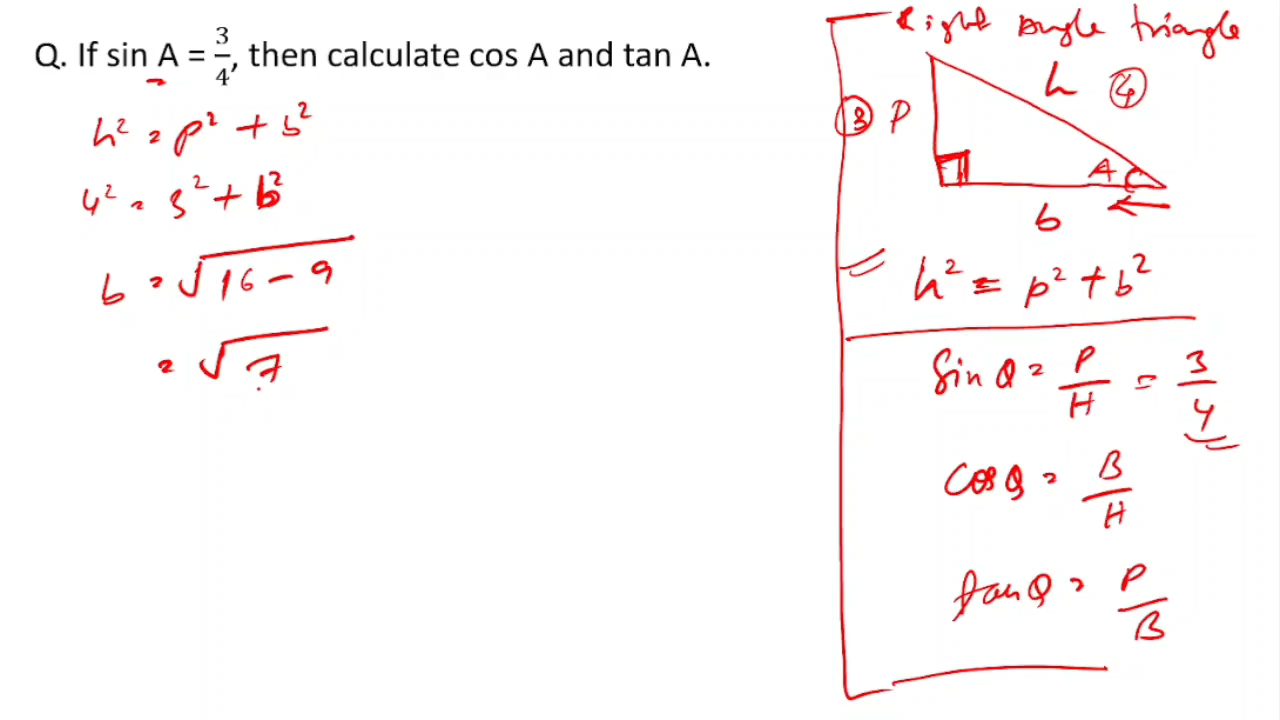 Q. If sin A = 3/4, then calculate cos A and tan A.
h² = p² + b²
4² = 3² + b²
b = √16 - 9
= √7
Right angle triangle
h ④
③ P
A
b
h² = p² + b²
Sin θ = P/H = 3/4
Cos θ = B/H
tan θ = P/B